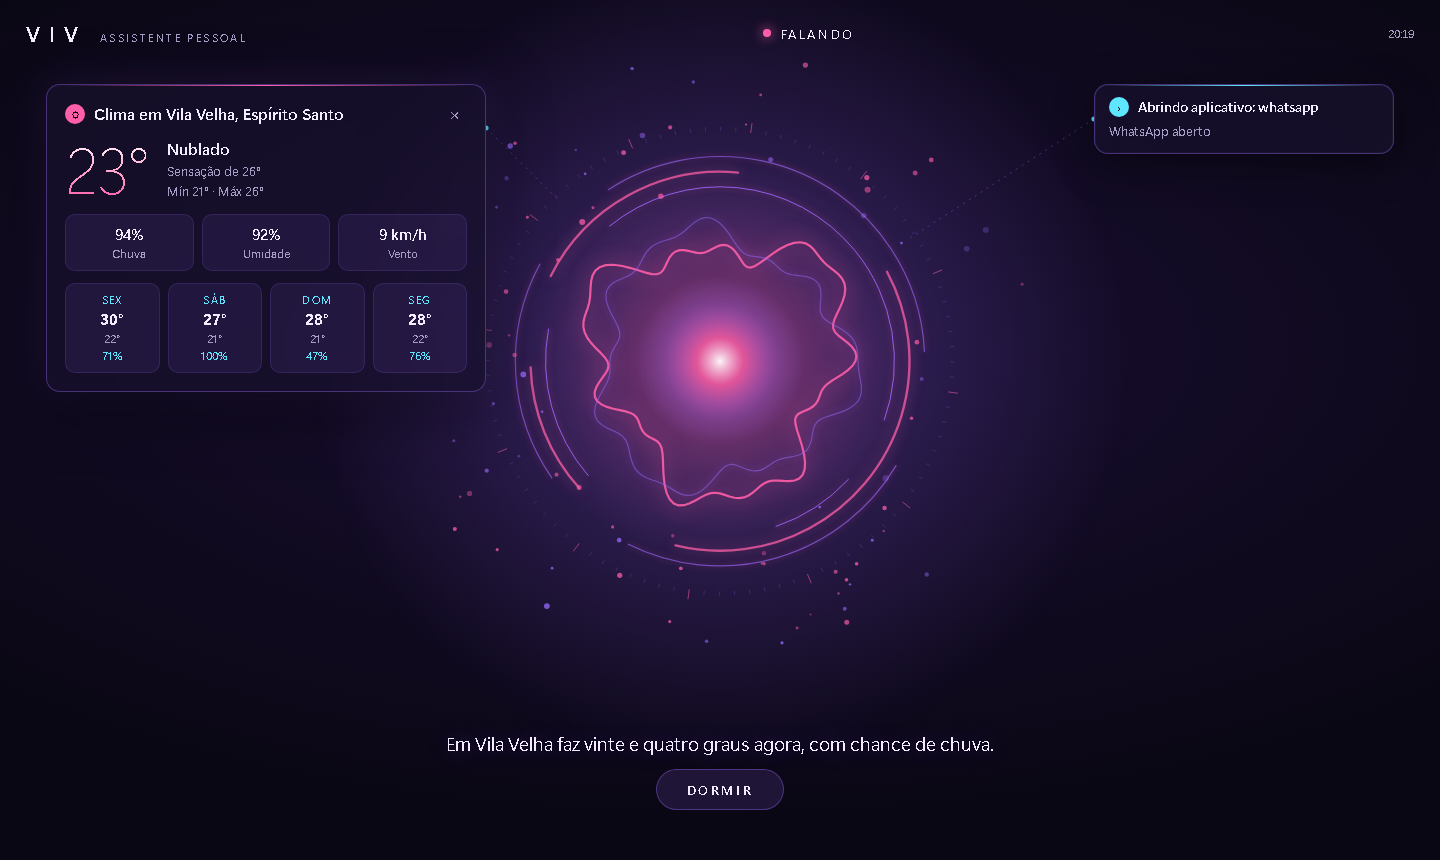 VIV ASSISTENTE PESSOAL
FALANDO
20:19
Clima em Vila Velha, Espírito Santo
23°
Nublado
Sensação de 26°
Mín 21° · Máx 26°
94%
Chuva
92%
Umidade
9 km/h
Vento
SEX
30°
22°
71%
SÁB
27°
21°
100%
DOM
28°
21°
47%
SEG
28°
22°
76%
Abrindo aplicativo: whatsapp
WhatsApp aberto
Em Vila Velha faz vinte e quatro graus agora, com chance de chuva.
DORMIR